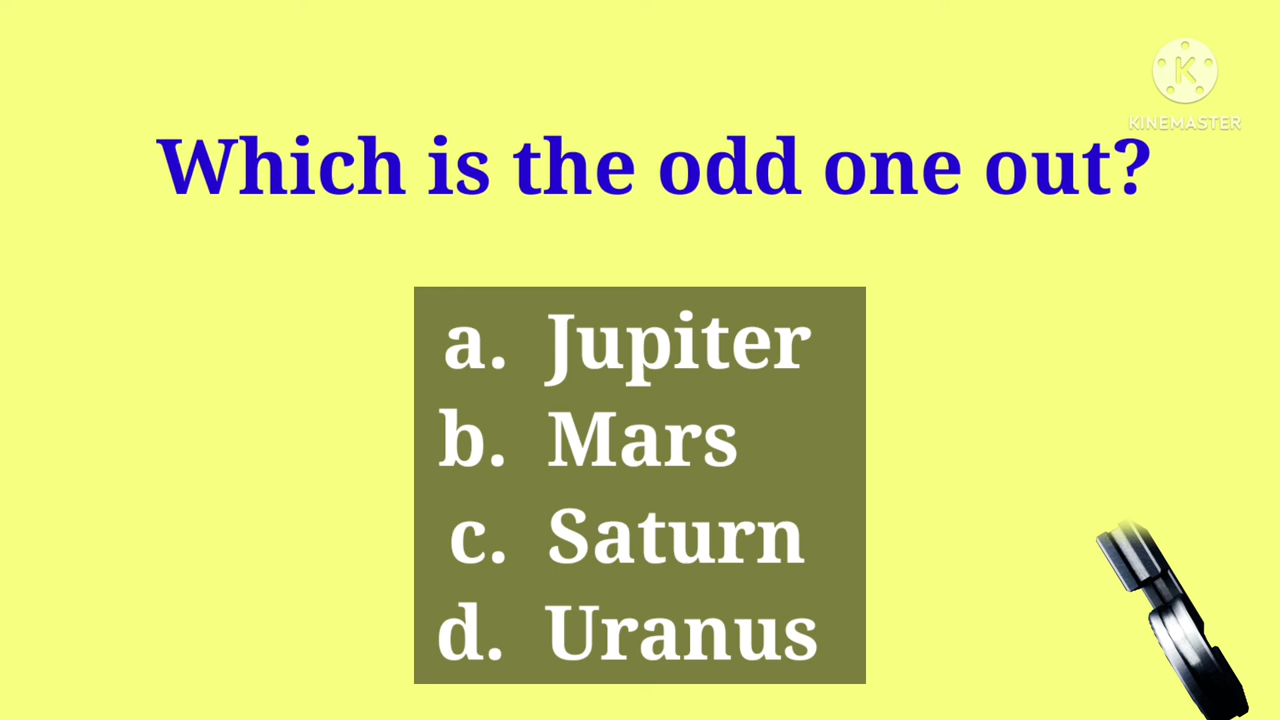 K
KINEMASTER
Which is the odd one out?
a. Jupiter
b. Mars
c. Saturn
d. Uranus